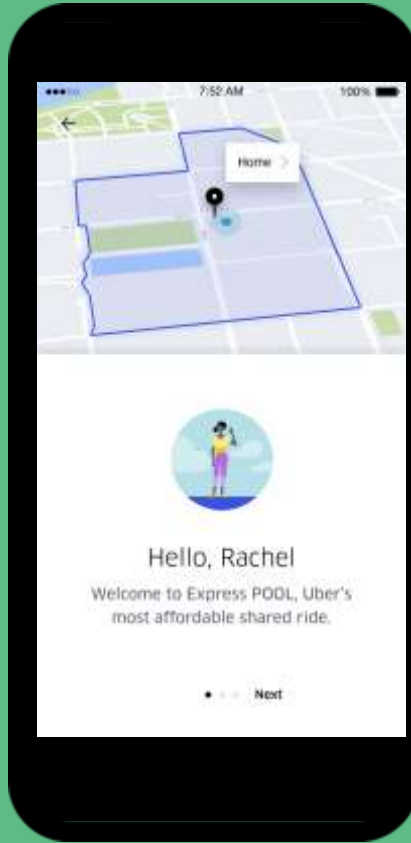 7:52 AM
100%
Home
Hello, Rachel
Welcome to Express POOL, Uber's
most affordable shared ride.
Next